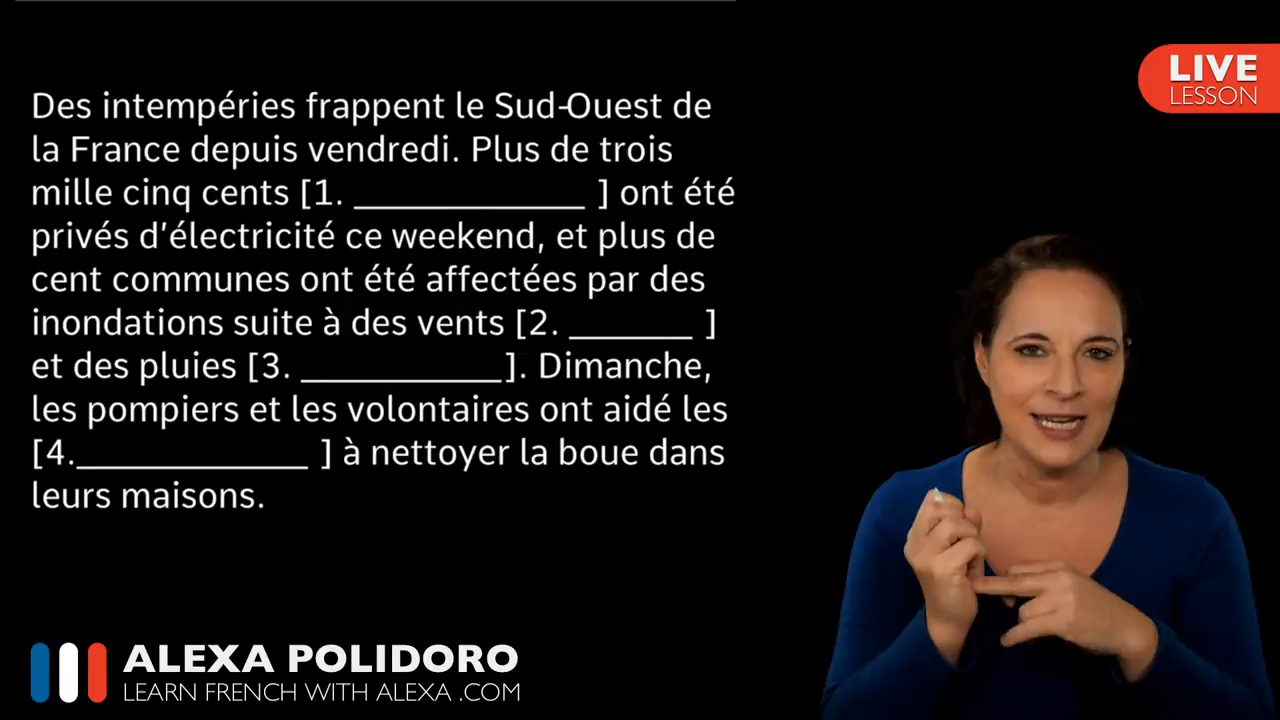 Des intempéries frappent le Sud-Ouest de
la France depuis vendredi. Plus de trois
mille cinq cents [1. _____________ ] ont été
privés d’électricité ce weekend, et plus de
cent communes ont été affectées par des
inondations suite à des vents [2. _______ ]
et des pluies [3. ___________]. Dimanche,
les pompiers et les volontaires ont aidé les
[4._____________ ] à nettoyer la boue dans
leurs maisons.
LIVE
LESSON
ALEXA POLIDORO
LEARN FRENCH WITH ALEXA .COM